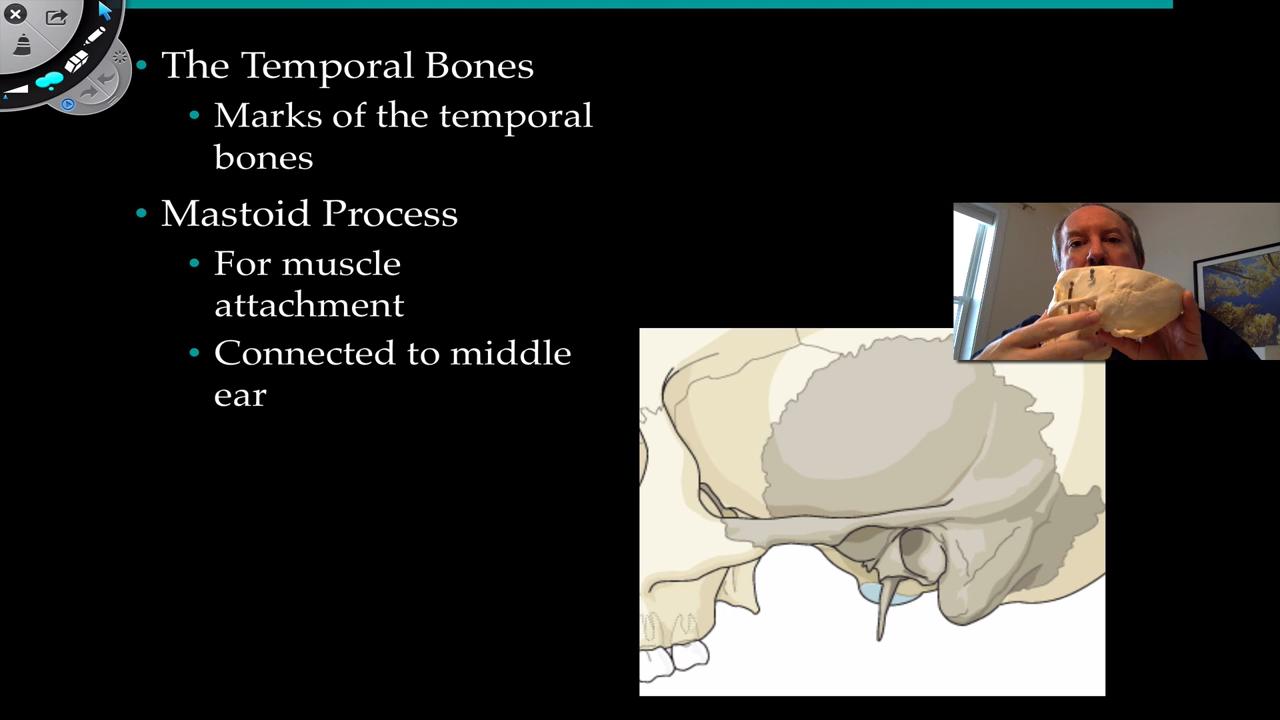 The Temporal Bones
Marks of the temporal
bones
Mastoid Process
For muscle
attachment
Connected to middle
ear